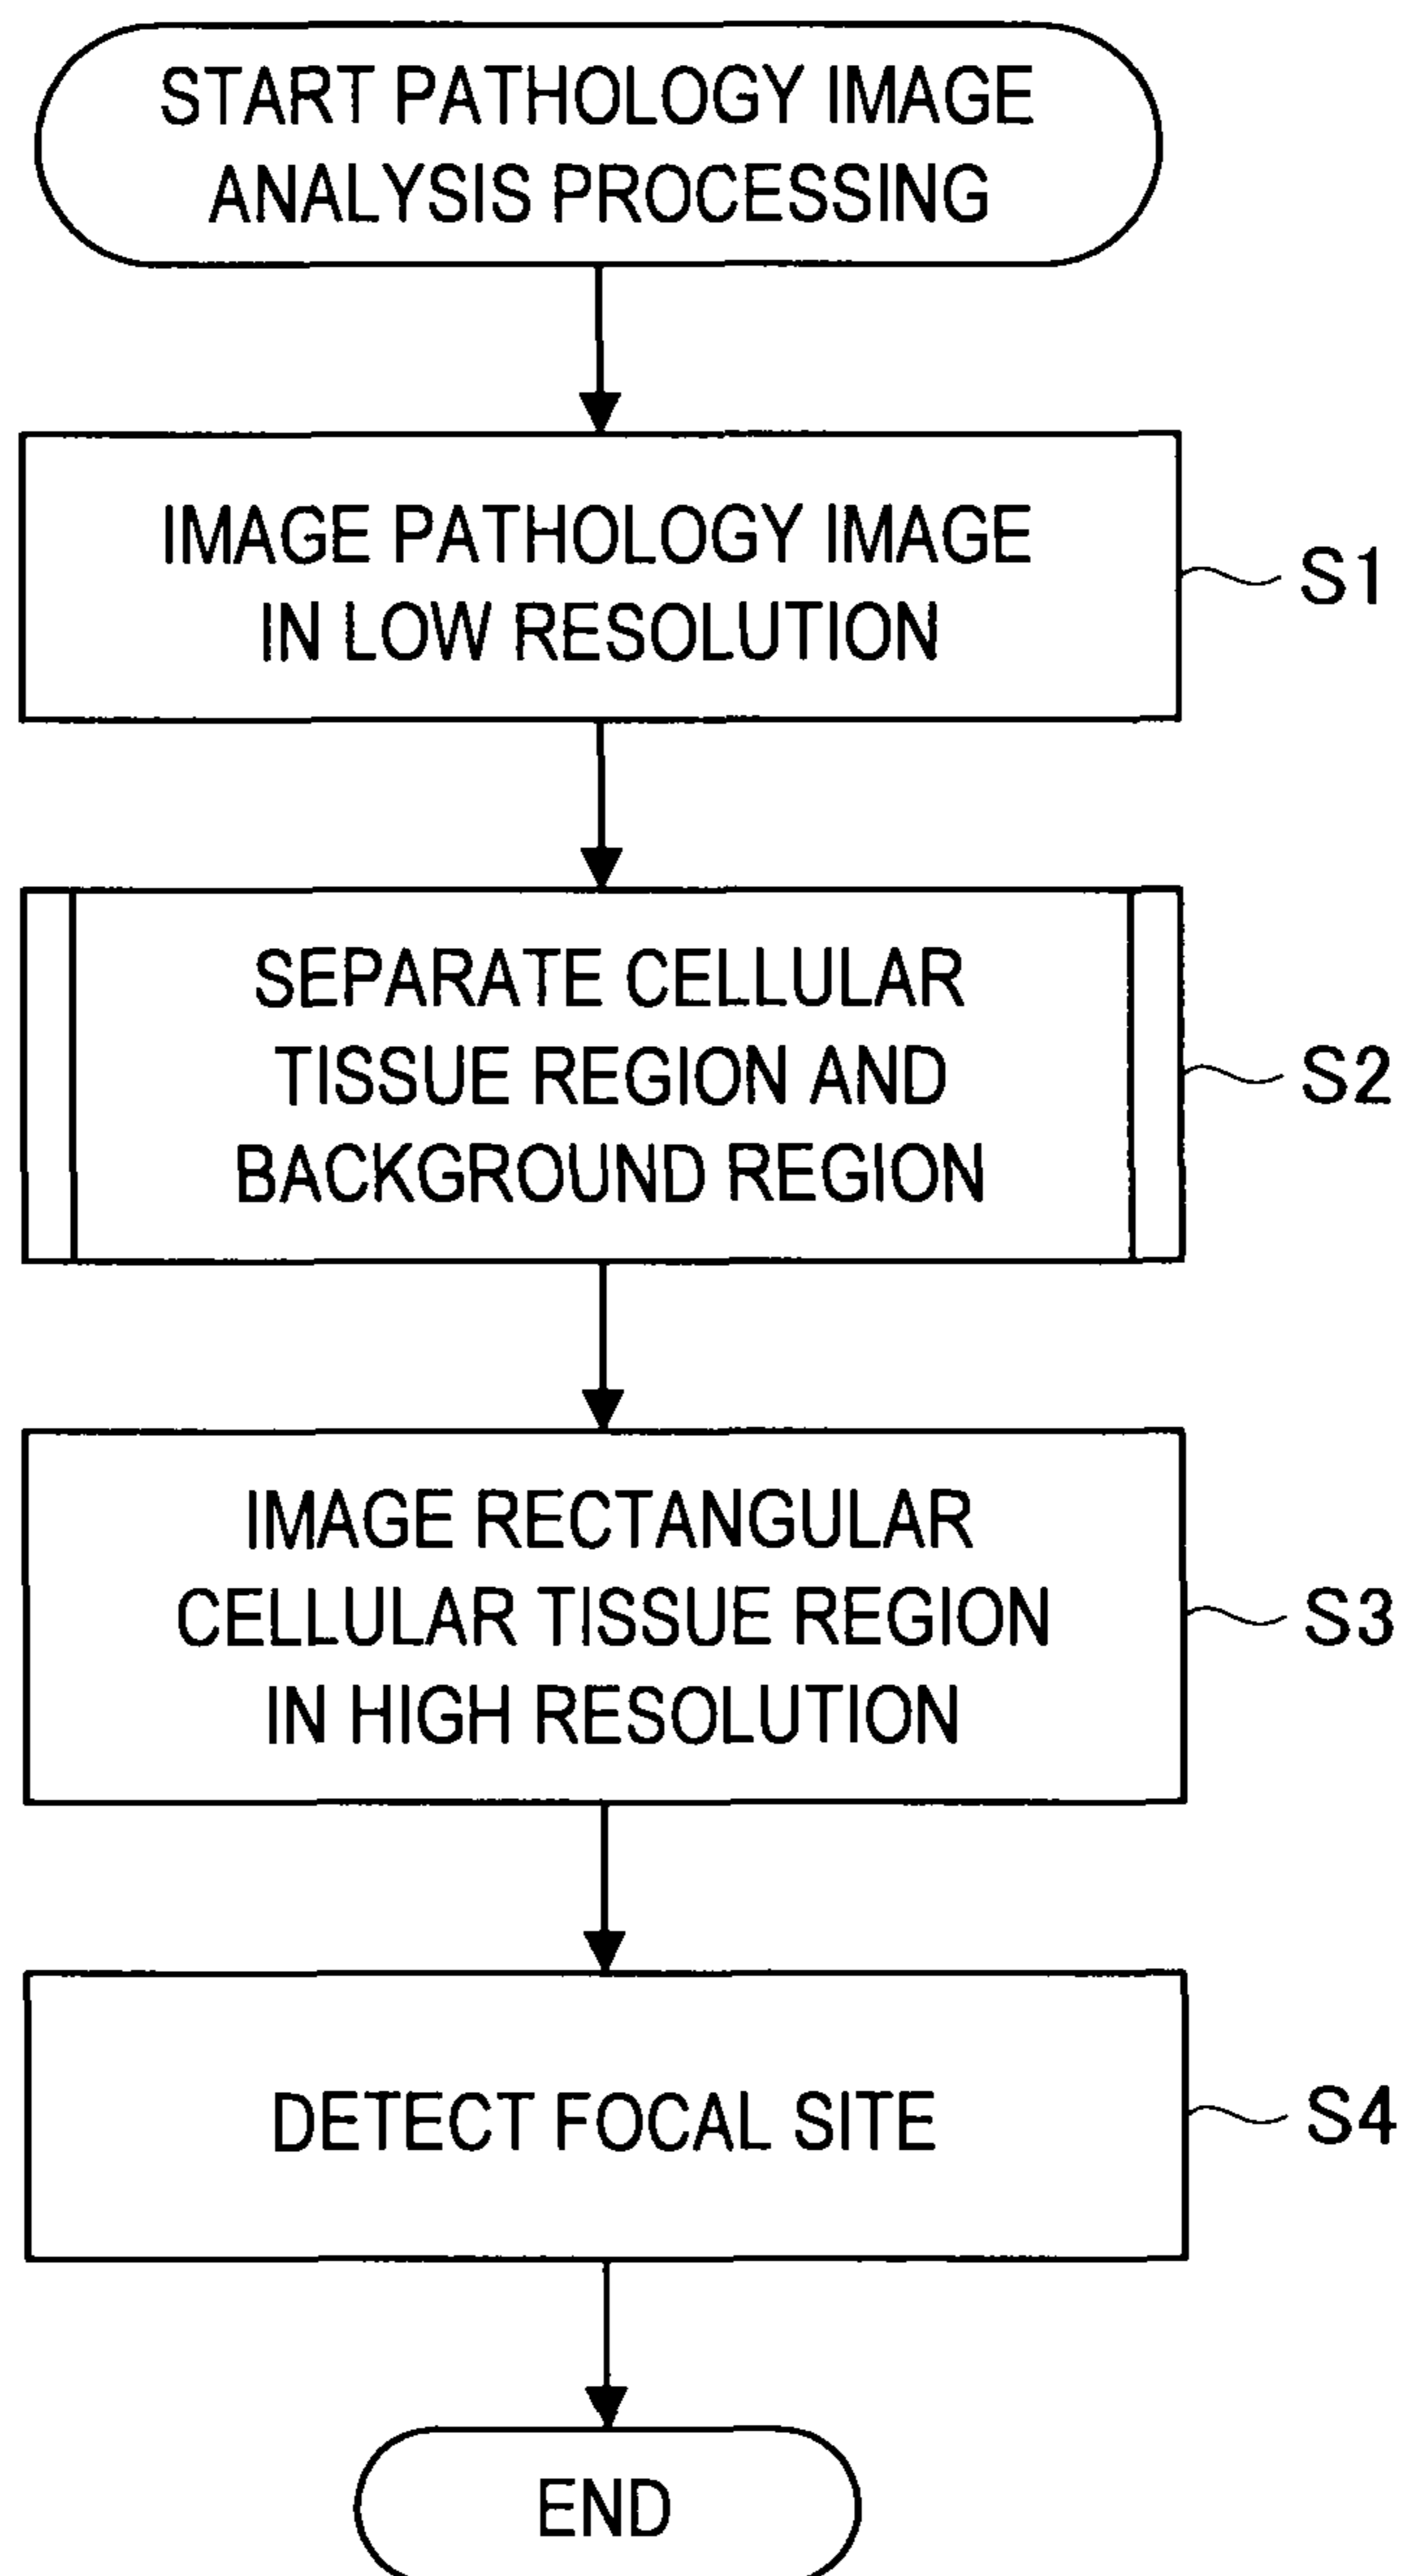 START PATHOLOGY IMAGE
ANALYSIS PROCESSING
IMAGE PATHOLOGY IMAGE
IN LOW RESOLUTION
S1
SEPARATE CELLULAR
TISSUE REGION AND
BACKGROUND REGION
S2
IMAGE RECTANGULAR
CELLULAR TISSUE REGION
IN HIGH RESOLUTION
S3
DETECT FOCAL SITE
S4
END